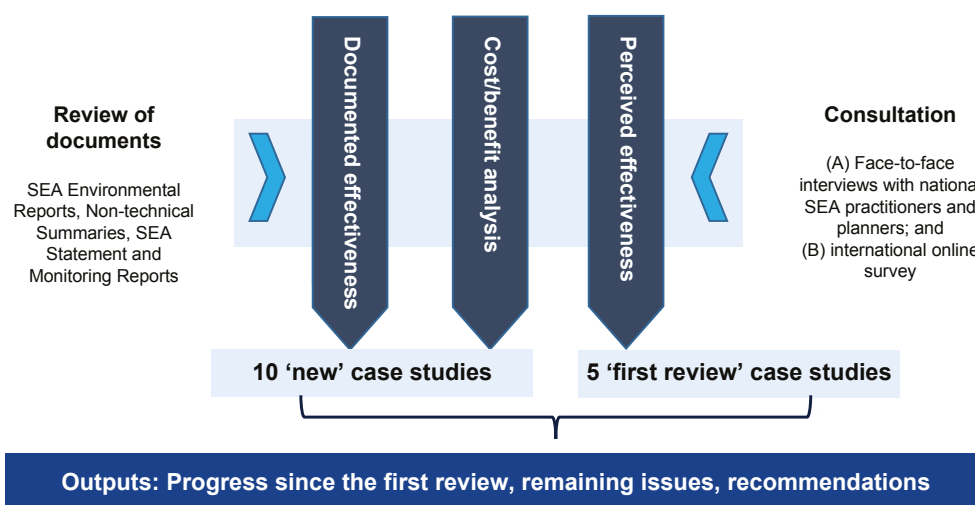 Review of
documents
SEA Environmental
Reports, Non-technical
Summaries, SEA
Statement and
Monitoring Reports
Documented effectiveness
Cost/benefit analysis
Perceived effectiveness
Consultation
(A) Face-to-face
interviews with national
SEA practitioners and
planners; and
(B) international online
survey
10 ‘new’ case studies
5 ‘first review’ case studies
Outputs: Progress since the first review, remaining issues, recommendations